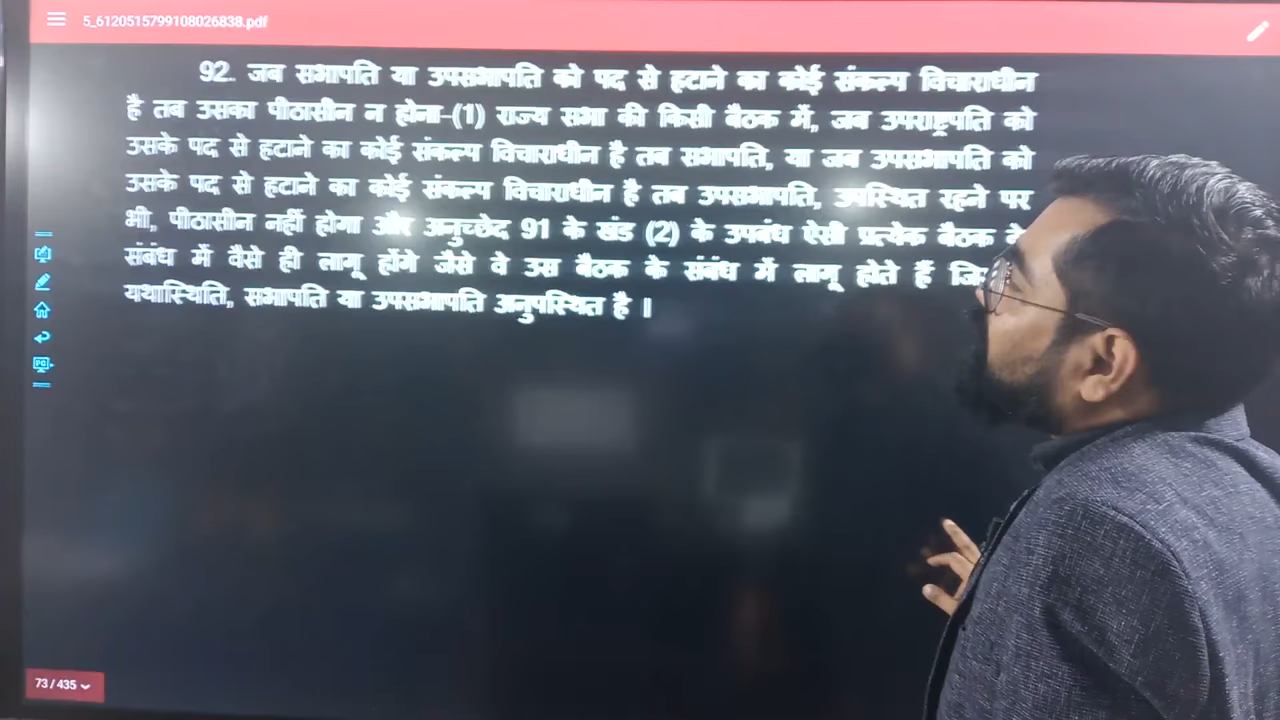 5_6120515799108026838.pdf
92. जब सभापति या उपसभापति को पद से हटाने का कोई संकल्प विचाराधीन
है तब उसका पीठासीन न होना-(1) राज्य सभा की किसी बैठक में, जब उपराष्ट्रपति को
उसके पद से हटाने का कोई संकल्प विचाराधीन है तब सभापति, या जब उपसभापति को
उसके पद से हटाने का कोई संकल्प विचाराधीन है तब उपसभापति, उपस्थित रहने पर
भी, पीठासीन नहीं होगा और अनुच्छेद 91 के खंड (2) के उपबंध ऐसी प्रत्येक बैठक
संबंध में वैसे ही लागू होंगे जैसे वे उस बैठक के संबंध में लागू होते हैं
यथास्थिति, सभापति या उपसभापति अनुपस्थित है ।
PC
73 / 435